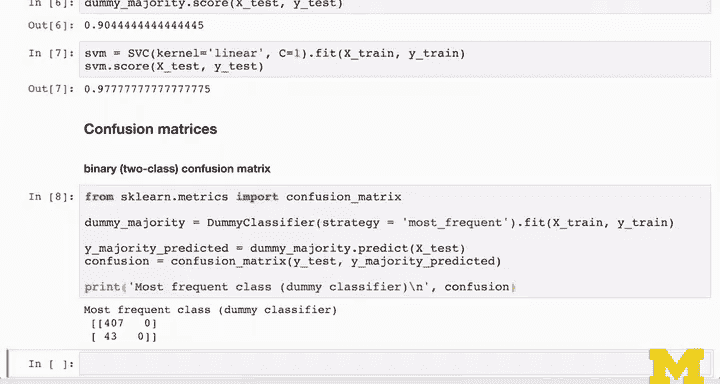 In [6]: dummy_majority.score(X_test, y_test)
Out[6]: 0.9044444444444445
In [7]: svm = SVC(kernel='linear', C=1).fit(X_train, y_train)
svm.score(X_test, y_test)
Out[7]: 0.97777777777777775
Confusion matrices
binary (two-class) confusion matrix
In [8]: from sklearn.metrics import confusion_matrix
dummy_majority = DummyClassifier(strategy = 'most_frequent').fit(X_train, y_train)
y_majority_predicted = dummy_majority.predict(X_test)
confusion = confusion_matrix(y_test, y_majority_predicted)
print('Most frequent class (dummy classifier)\n', confusion)
Most frequent class (dummy classifier)
[[407 0]
[ 43 0]]
In [ ]:
M